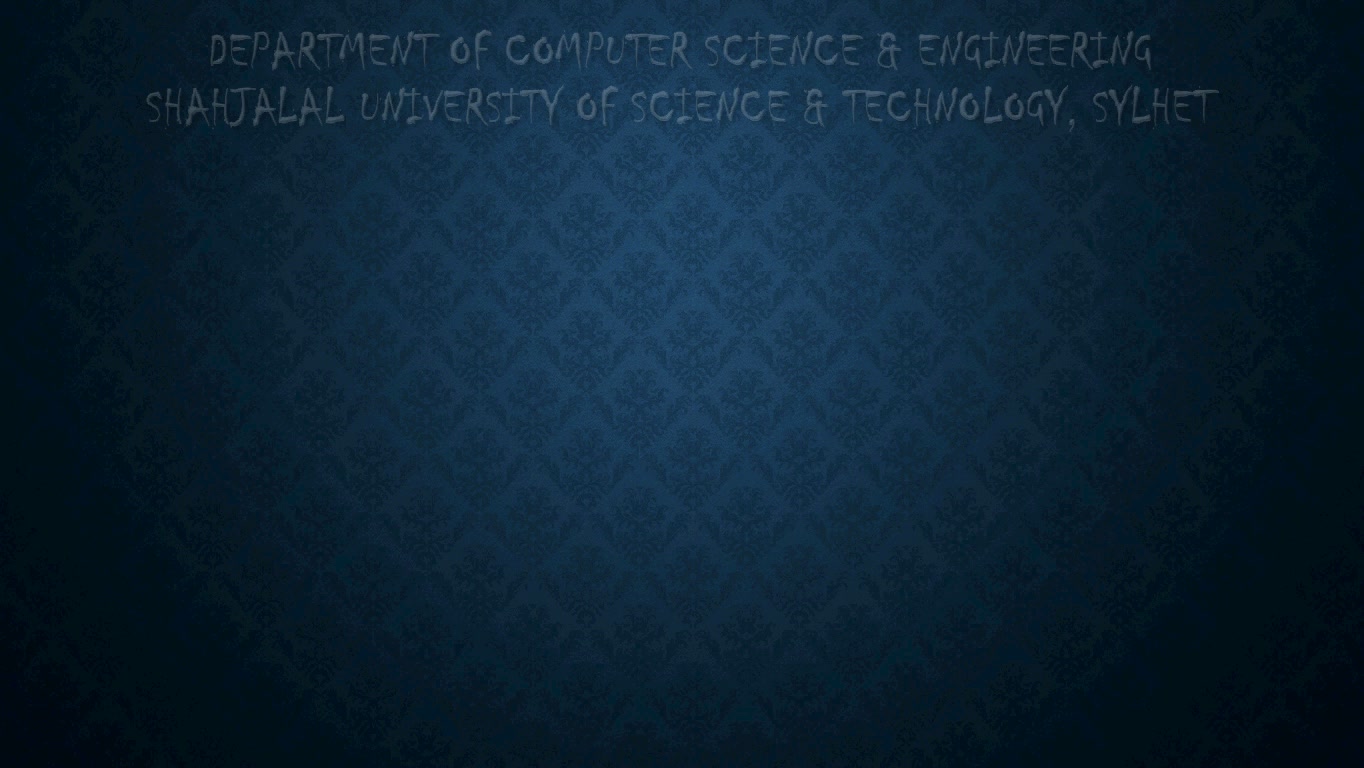 DEPARTMENT OF COMPUTER SCIENCE & ENGINEERING
SHAHJALAL UNIVERSITY OF SCIENCE & TECHNOLOGY, SYLHET